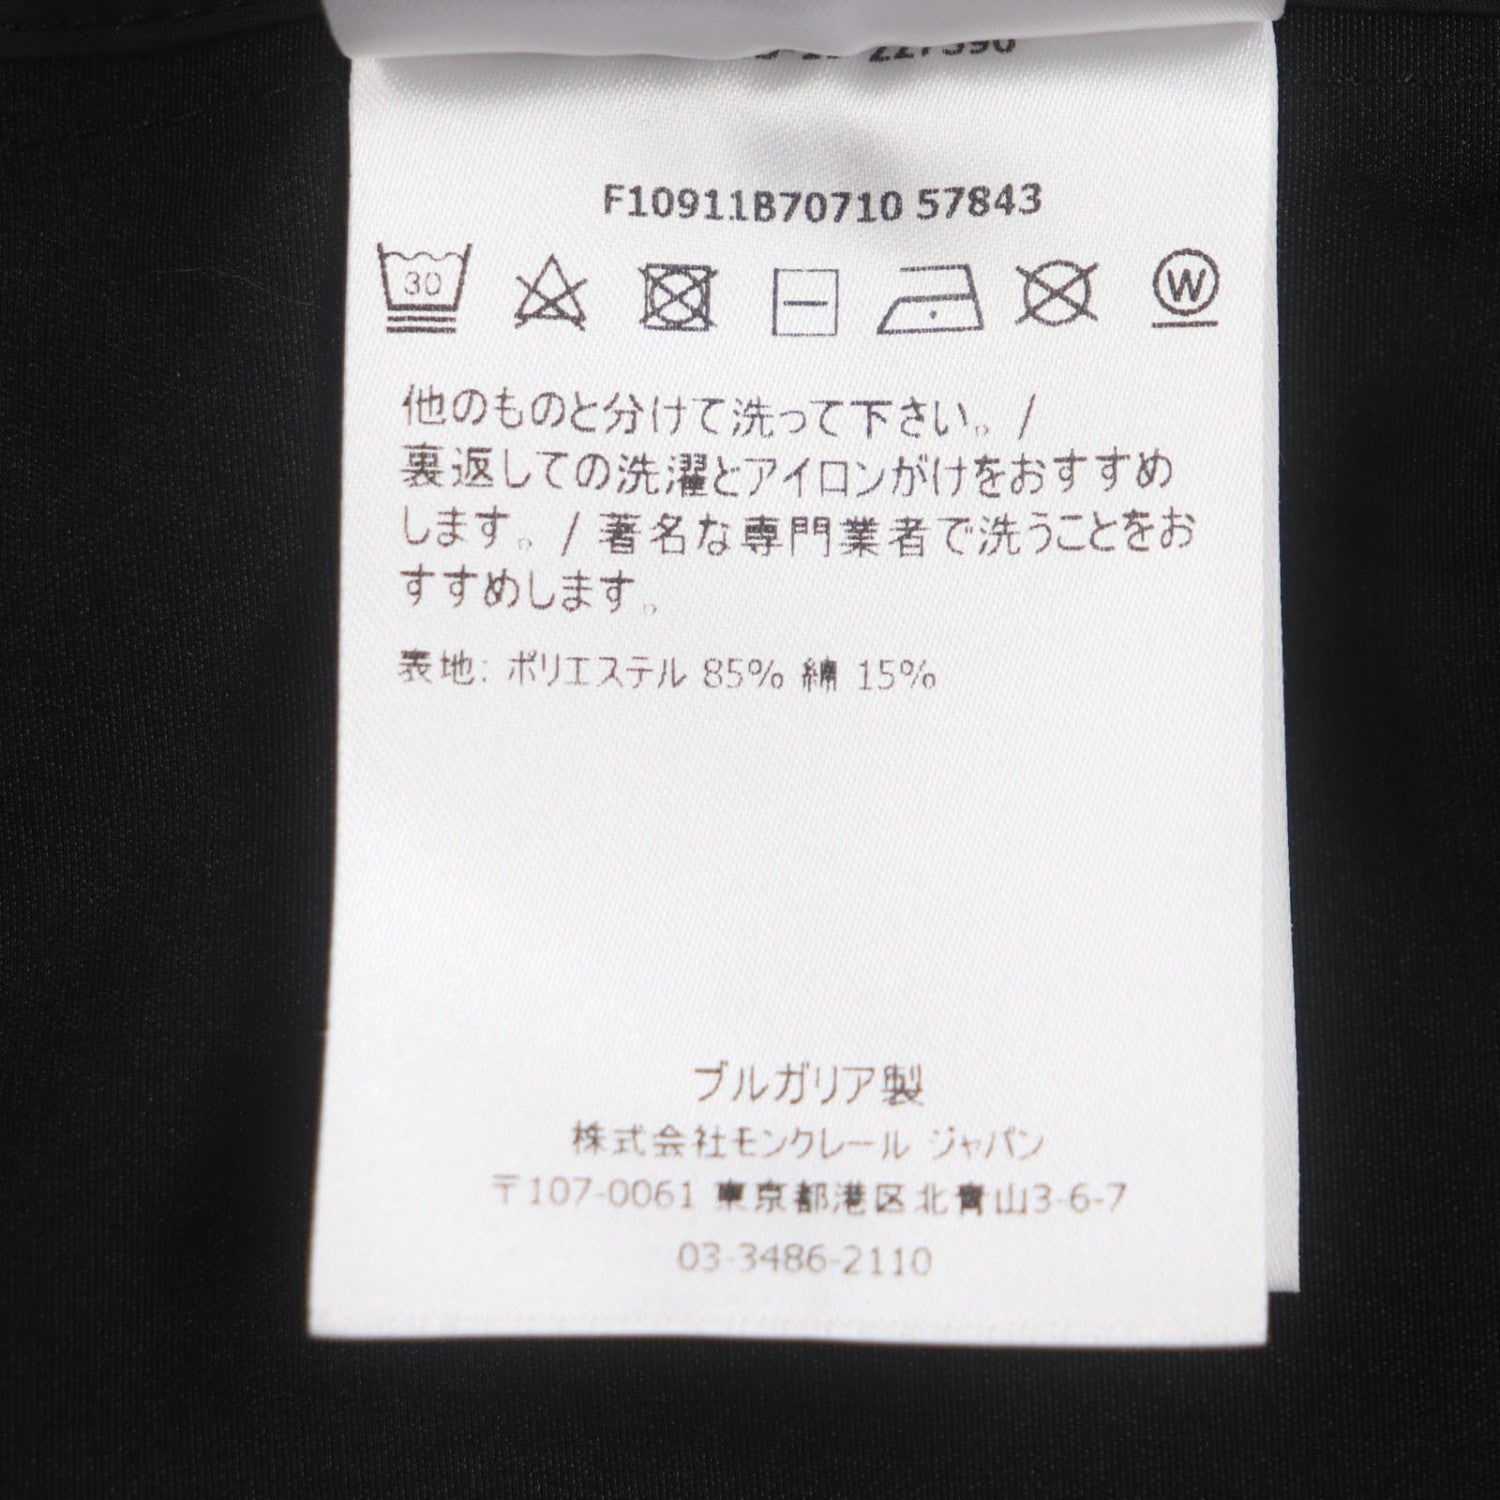 227396
F10911B70710 57843
30
W
他のものと分けて洗って下さい。/
裏返しての洗濯とアイロンがけをおすすめ
します。/ 著名な専門業者で洗うことをお
すすめします。
表地: ポリエステル 85% 綿 15%
ブルガリア製
株式会社モンクレール ジャパン
〒107-0061 東京都港区北青山3-6-7
03-3486-2110